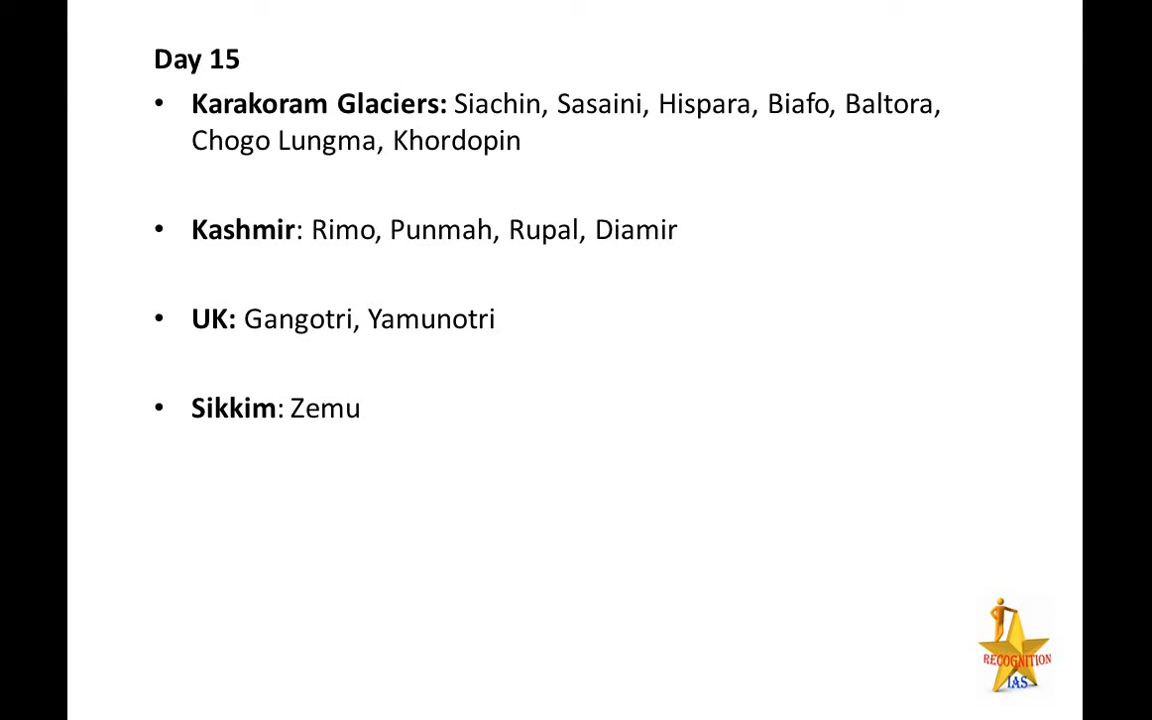 Day 15
• Karakoram Glaciers: Siachin, Sasaini, Hispara, Biafo, Baltora,
Chogo Lungma, Khordopin
• Kashmir: Rimo, Punmah, Rupal, Diamir
• UK: Gangotri, Yamunotri
• Sikkim: Zemu
RECOGNITION
IAS